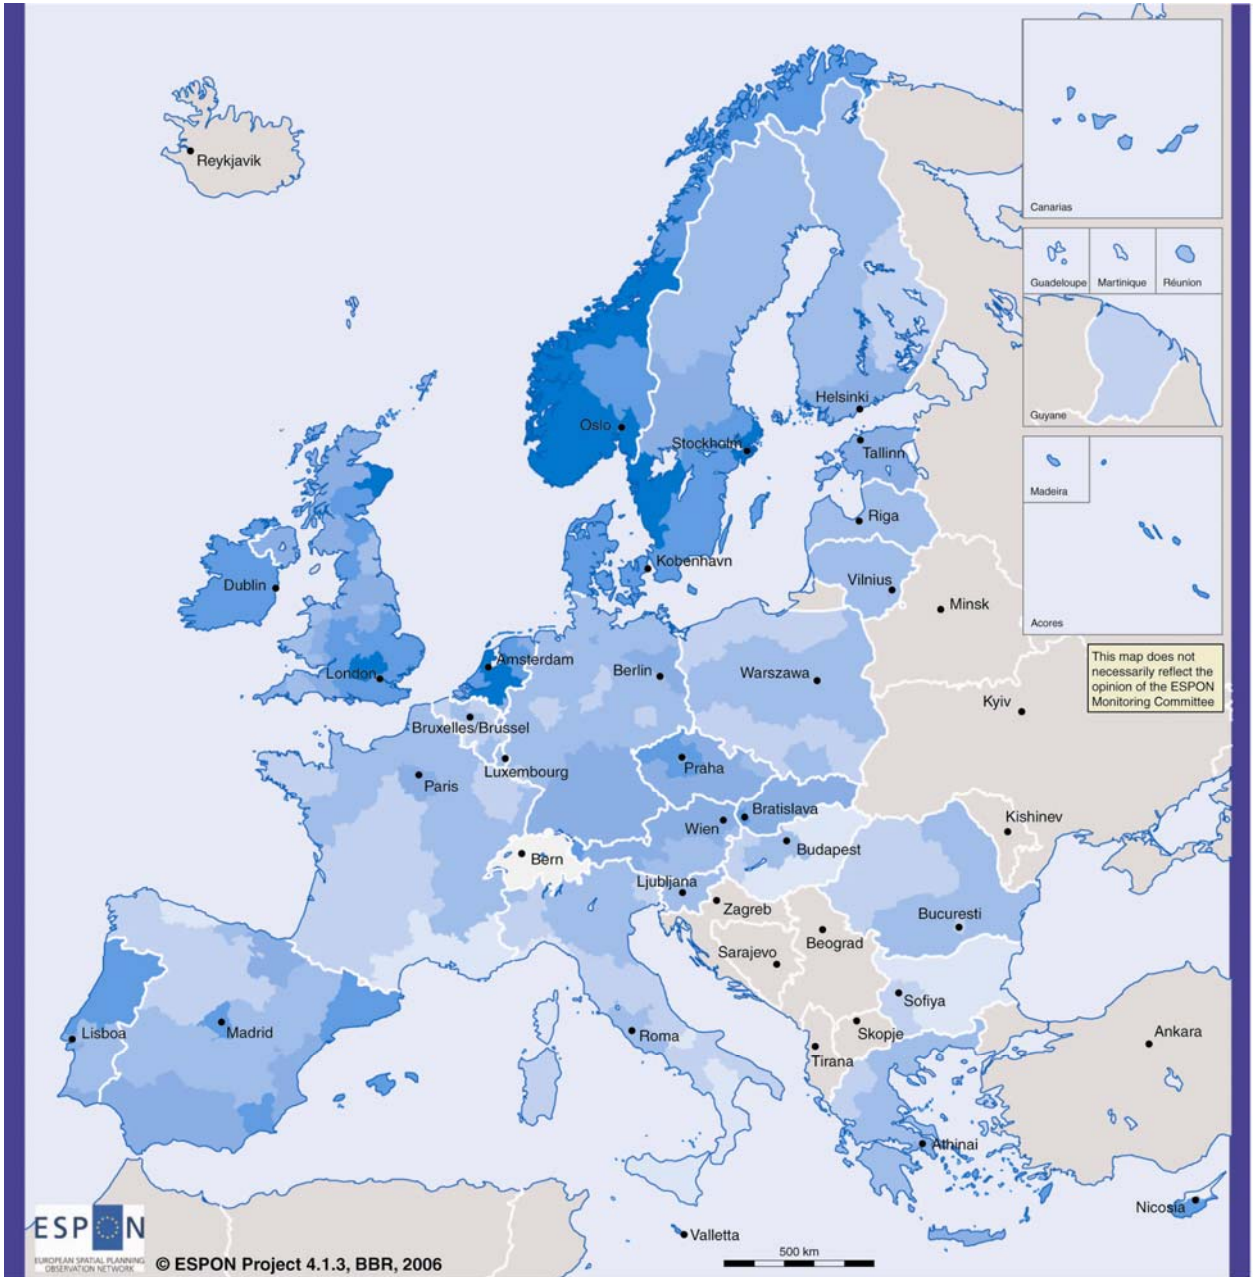 Reykjavik
Canarias
Guadeloupe
Martinique
Réunion
Guyane
Helsinki
Oslo
Stockholm
Tallinn
Madeira
Riga
Kobenhavn
Dublin
Vilnius
Minsk
Acores
Amsterdam
London
Berlin
Warszawa
This map does not
necessarily reflect the
opinion of the ESPON
Monitoring Committee
Kyiv
Bruxelles/Brussel
Luxembourg
Praha
Paris
Bratislava
Wien
Kishinev
Budapest
Bern
Ljubljana
Zagreb
Bucuresti
Beograd
Sarajevo
Sofiya
Lisboa
Madrid
Roma
Skopje
Ankara
Tirana
Athinai
Nicosia
Valletta
500 km
ESPON
EUROPEAN SPATIAL PLANNING
OBSERVATION NETWORK
© ESPON Project 4.1.3, BBR, 2006